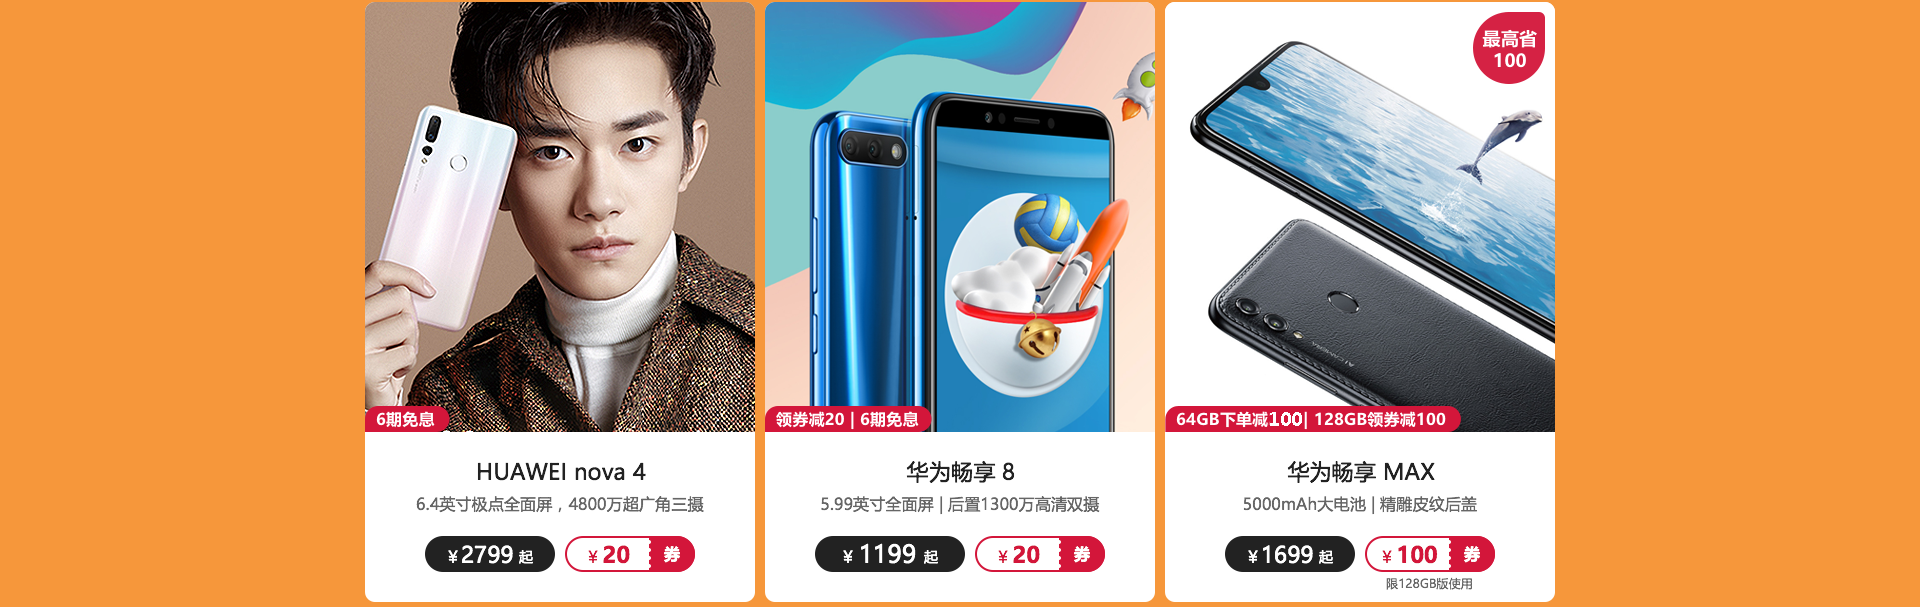 6期免息
HUAWEI nova 4
6.4英寸极点全面屏，4800万超广角三摄
¥2799 起
¥ 20 券
领券减20 | 6期免息
华为畅享 8
5.99英寸全面屏 | 后置1300万高清双摄
¥ 1199 起
¥ 20 券
最高省
100
AI CAMERA
64GB下单减100| 128GB领券减100
华为畅享 MAX
5000mAh大电池 | 精雕皮纹后盖
¥1699 起
¥ 100 券
限128GB版使用